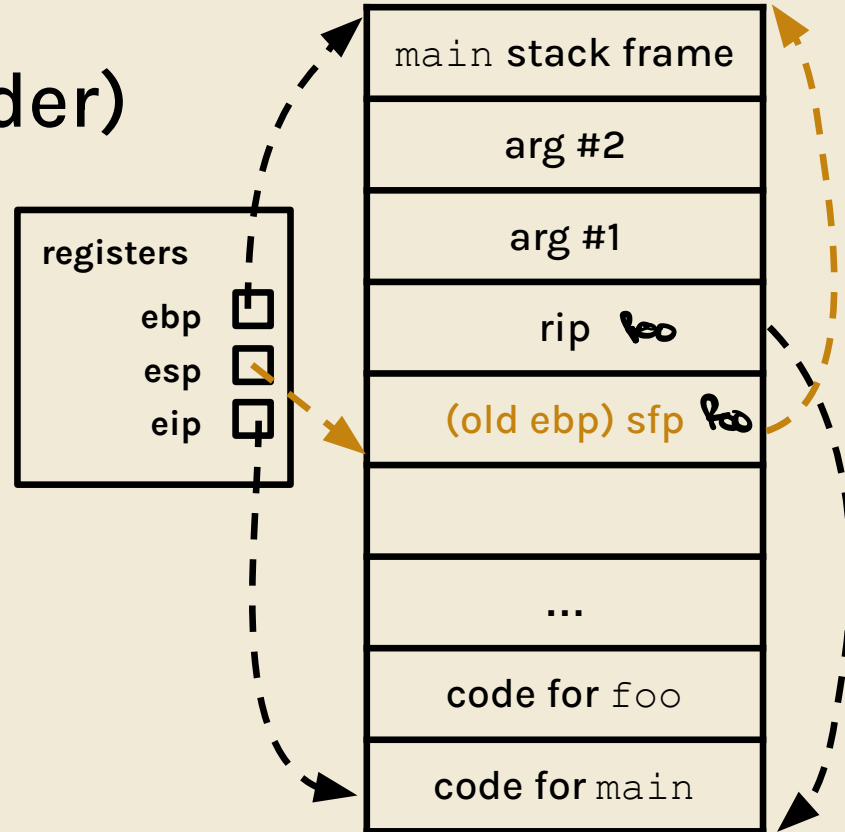 der)
registers
ebp
esp
eip
main stack frame
arg #2
arg #1
rip foo
(old ebp) sfp foo
...
code for foo
code for main